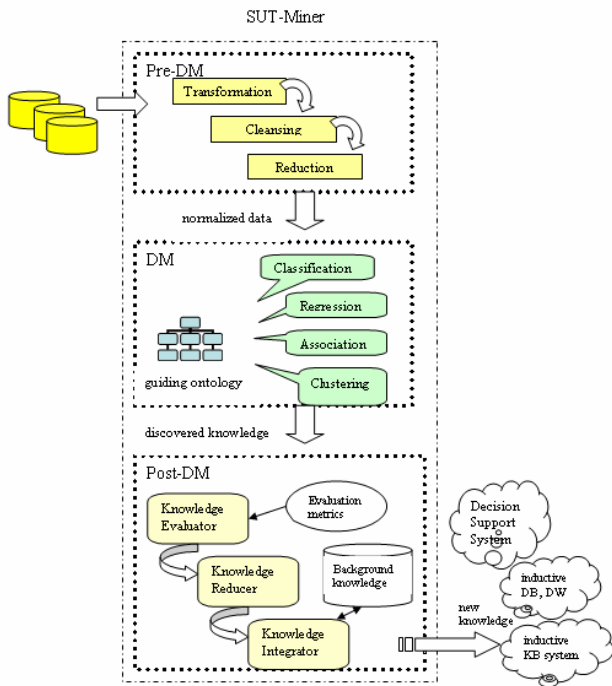 SUT-Miner
Pre-DM
Transformation
Cleansing
Reduction
normalized data
DM
Classification
Regression
Association
Clustering
guiding ontology
discovered knowledge
Post-DM
Knowledge
Evaluator
Evaluation
metrics
Knowledge
Reducer
Background
knowledge
Knowledge
Integrator
new
knowledge
Decision
Support
System
inductive
DB, DW
inductive
KB system